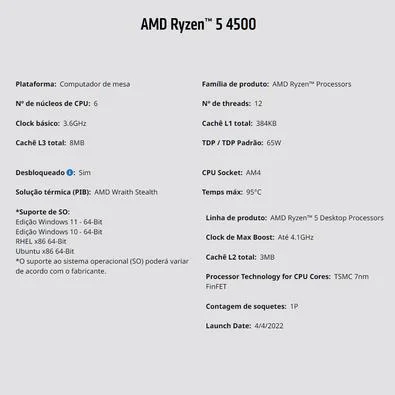 AMD Ryzen™ 5 4500
Plataforma: Computador de mesa
Família de produto: AMD Ryzen™ Processors
Nº de núcleos de CPU: 6
Nº de threads: 12
Clock básico: 3.6GHz
Cachê L1 total: 384KB
Cachê L3 total: 8MB
TDP / TDP Padrão: 65W
Desbloqueado i: Sim
CPU Socket: AM4
Solução térmica (PIB): AMD Wraith Stealth
Temps máx: 95°C
*Suporte de SO:
Edição Windows 11 - 64-Bit
Edição Windows 10 - 64-Bit
RHEL x86 64-Bit
Ubuntu x86 64-Bit
*O suporte ao sistema operacional (SO) poderá variar
de acordo com o fabricante.
Linha de produto: AMD Ryzen™ 5 Desktop Processors
Clock de Max Boost: Até 4.1GHz
Cachê L2 total: 3MB
Processor Technology for CPU Cores: TSMC 7nm
FinFET
Contagem de soquetes: 1P
Launch Date: 4/4/2022